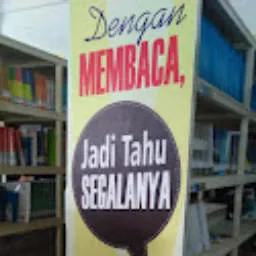 Dengan
MEMBACA,
Jadi Tahu
SEGALANYA